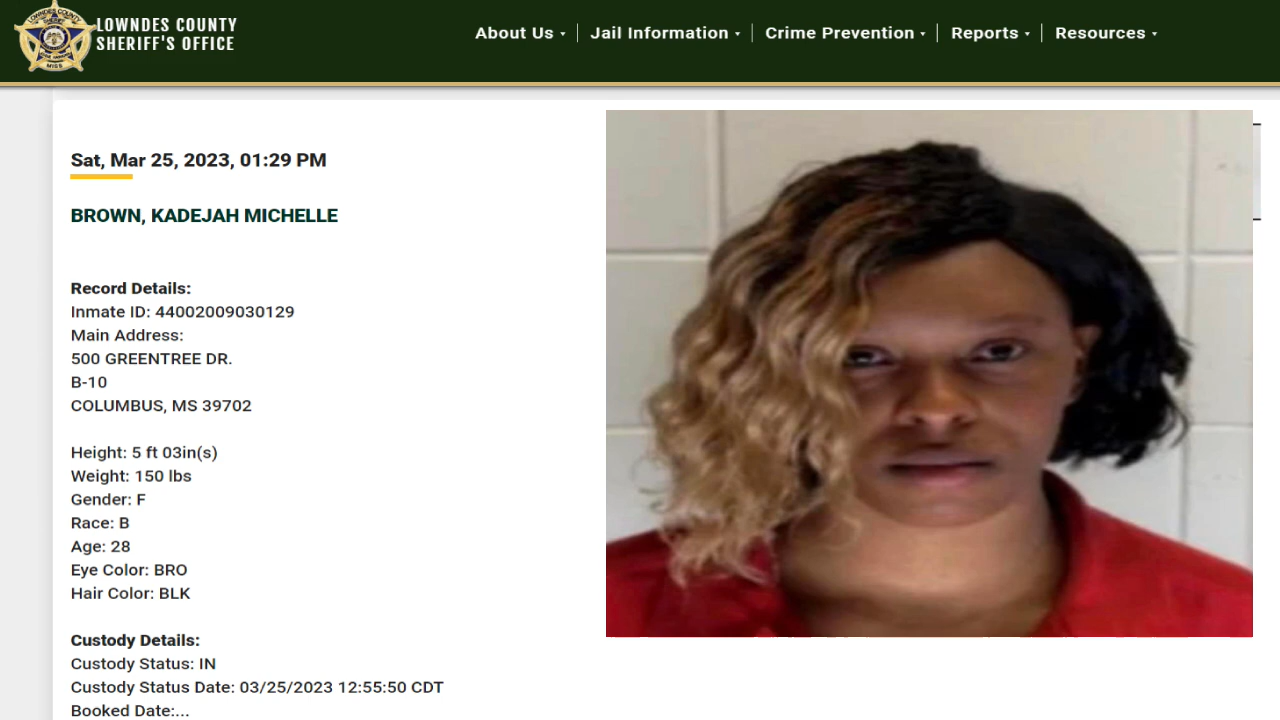 LOWNDES COUNTY
SHERIFF'S OFFICE
About Us
Jail Information
Crime Prevention
Reports
Resources
Sat, Mar 25, 2023, 01:29 PM
BROWN, KADEJAH MICHELLE
Record Details:
Inmate ID: 44002009030129
Main Address:
500 GREENTREE DR.
B-10
COLUMBUS, MS 39702
Height: 5 ft 03in(s)
Weight: 150 lbs
Gender: F
Race: B
Age: 28
Eye Color: BRO
Hair Color: BLK
Custody Details:
Custody Status: IN
Custody Status Date: 03/25/2023 12:55:50 CDT
Booked Date:...